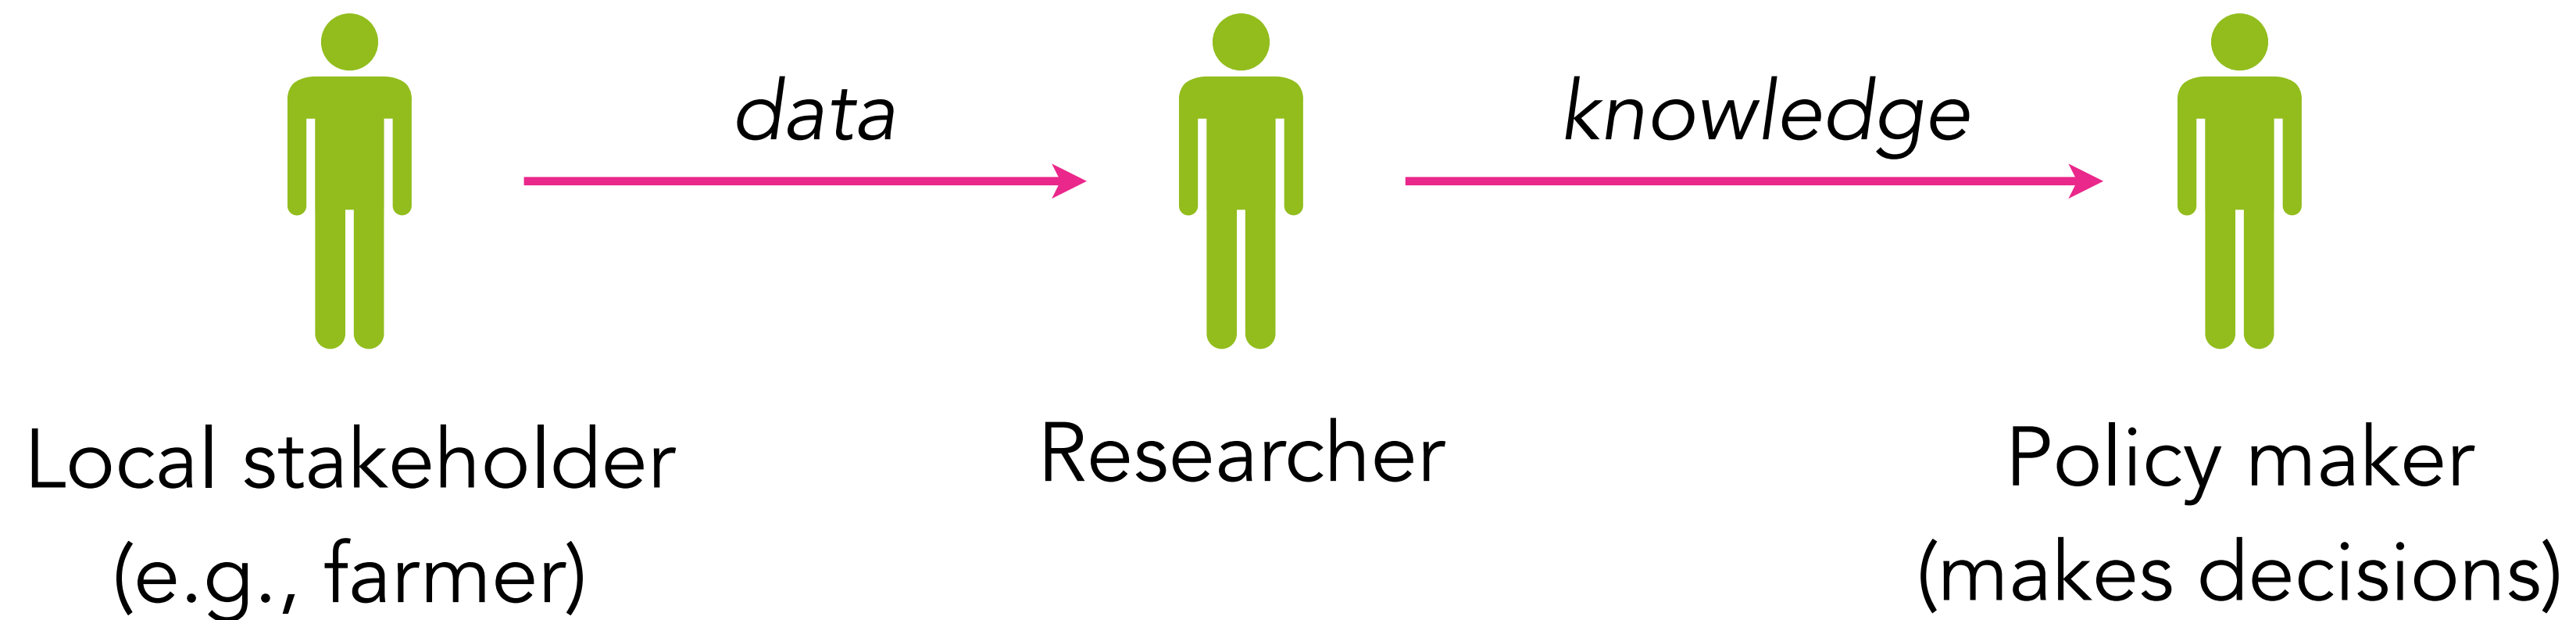 data
knowledge
Local stakeholder
(e.g., farmer)
Researcher
Policy maker
(makes decisions)